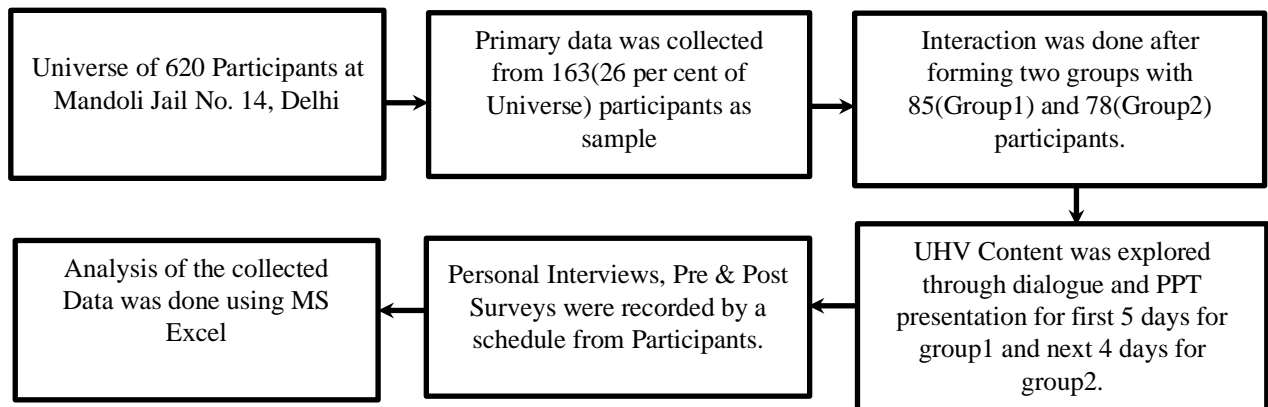 Universe of 620 Participants at
Mandoli Jail No. 14, Delhi
Primary data was collected
from 163(26 per cent of
Universe) participants as
sample
Interaction was done after
forming two groups with
85(Group1) and 78(Group2)
participants.
UHV Content was explored
through dialogue and PPT
presentation for first 5 days for
group1 and next 4 days for
group2.
Personal Interviews, Pre & Post
Surveys were recorded by a
schedule from Participants.
Analysis of the collected
Data was done using MS
Excel